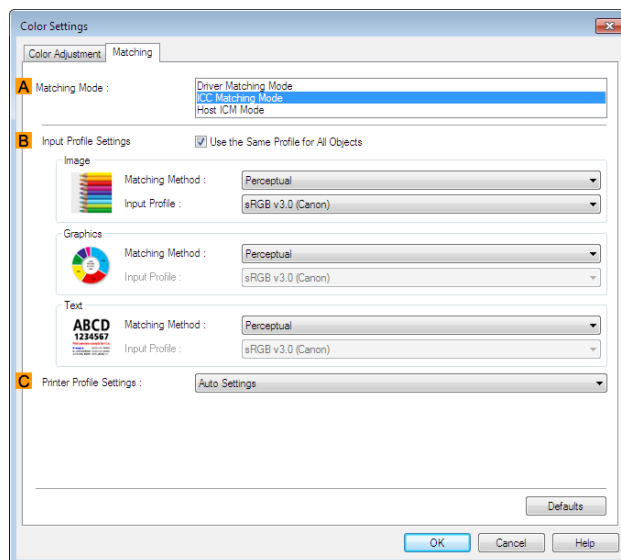 Color Settings
Color Adjustment Matching
A Matching Mode : Driver Matching Mode
ICC Matching Mode
Host ICM Mode
B Input Profile Settings Use the Same Profile for All Objects
Image
Matching Method : Perceptual
Input Profile : sRGB v3.0 (Canon)
Graphics
Matching Method : Perceptual
Input Profile : sRGB v3.0 (Canon)
Text
ABCD
1234567
Matching Method : Perceptual
Input Profile : sRGB v3.0 (Canon)
C Printer Profile Settings : Auto Settings
Defaults
OK Cancel Help